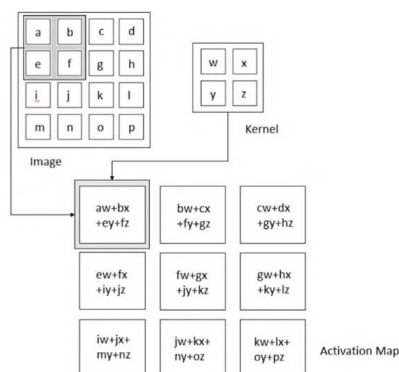 a b c d
e f g h
i j k l
m n o p
w x
y z
Image
Kernel
aw+bx
+ey+fz
bw+cx
+fy+gz
cw+dx
+gy+hz
ew+fx
+iy+jz
fw+gx
+jy+kz
gw+hx
+ky+lz
iw+jx+
my+nz
jw+kx+
ny+oz
kw+lx+
oy+pz
Activation Map